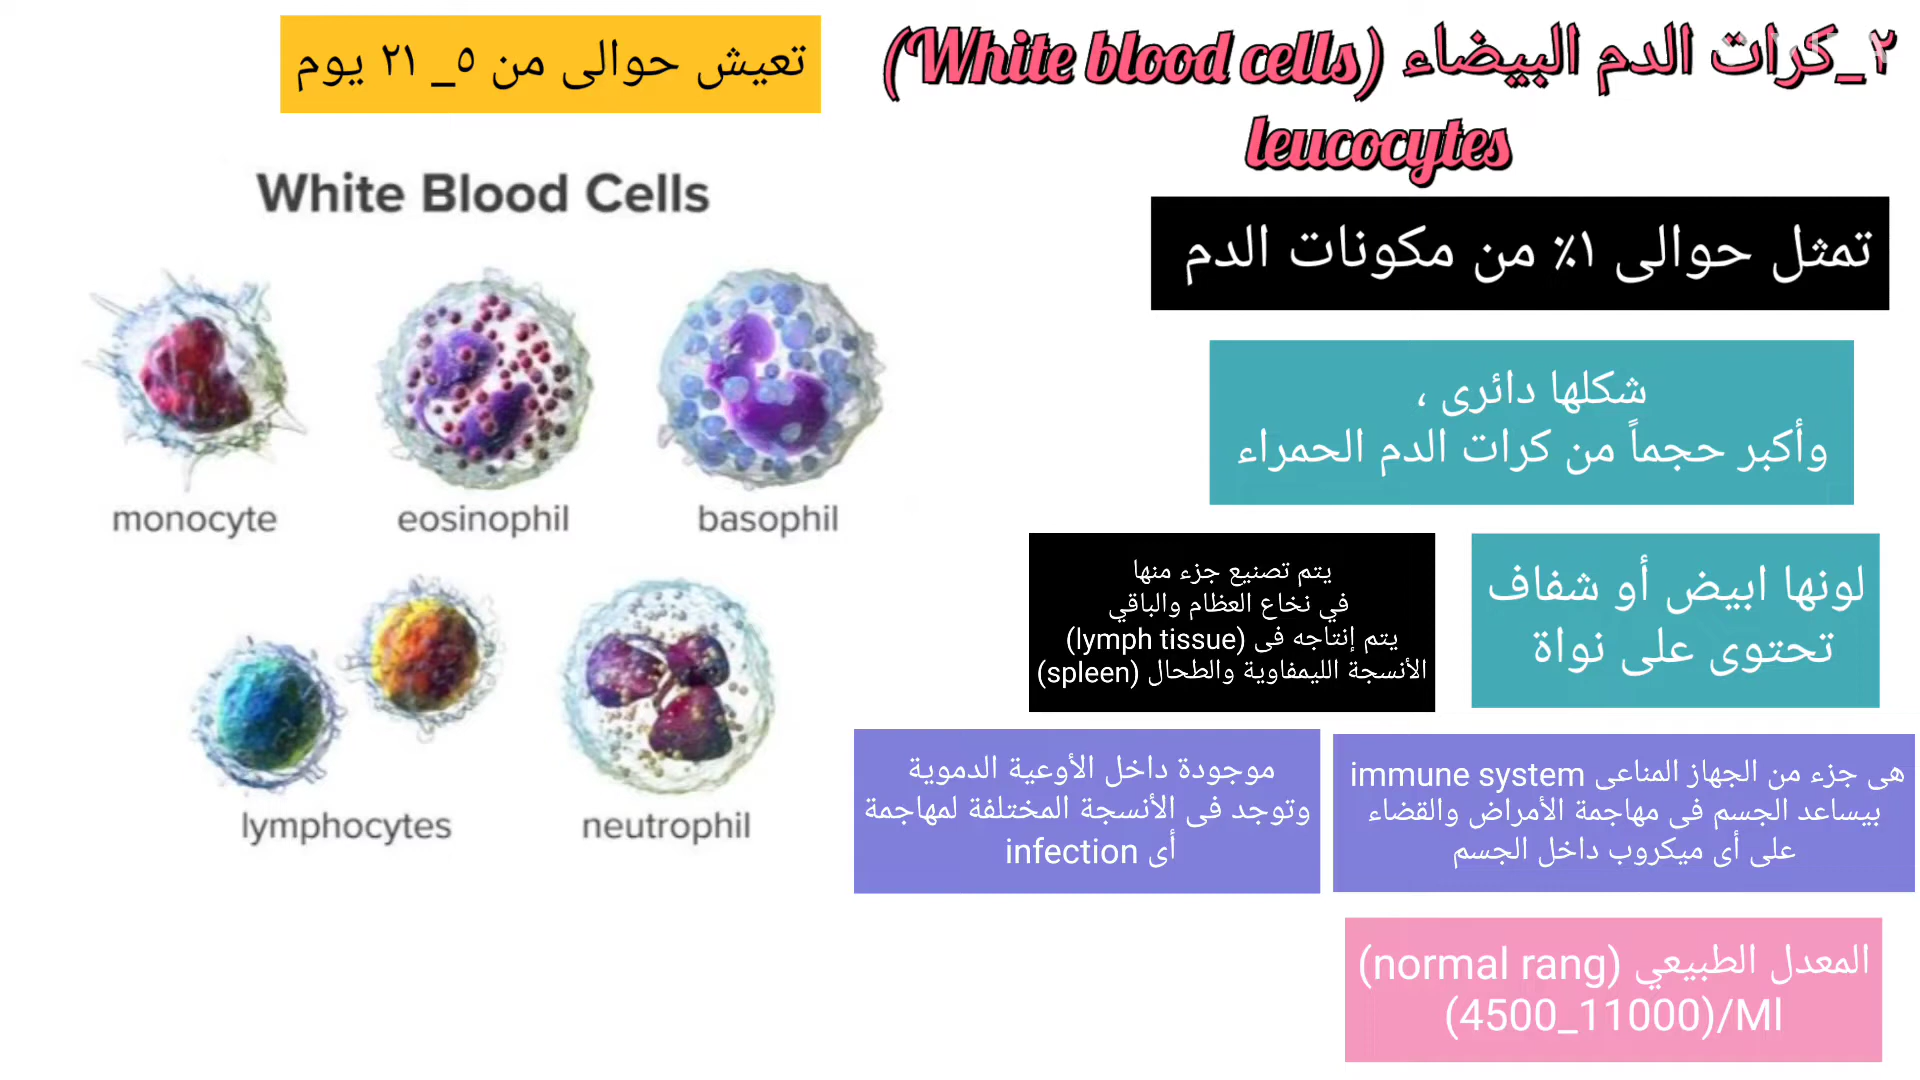 ٢_كرات الدم البيضاء (White blood cells)
leucocytes
تعيش حوالى من ٥_ ٢١ يوم
تمثل حوالى ١٪ من مكونات الدم
شكلها دائرى ،
وأكبر حجماً من كرات الدم الحمراء
لونها ابيض أو شفاف
تحتوى على نواة
يتم تصنيع جزء منها
في نخاع العظام والباقي
يتم إنتاجه فى (lymph tissue)
الأنسجة الليمفاوية والطحال (spleen)
هى جزء من الجهاز المناعى immune system
بيساعد الجسم فى مهاجمة الأمراض والقضاء
على أى ميكروب داخل الجسم
موجودة داخل الأوعية الدموية
وتوجد فى الأنسجة المختلفة لمهاجمة
أى infection
المعدل الطبيعي (normal rang)
(4500_11000)/Ml
White Blood Cells
monocyte
eosinophil
basophil
lymphocytes
neutrophil